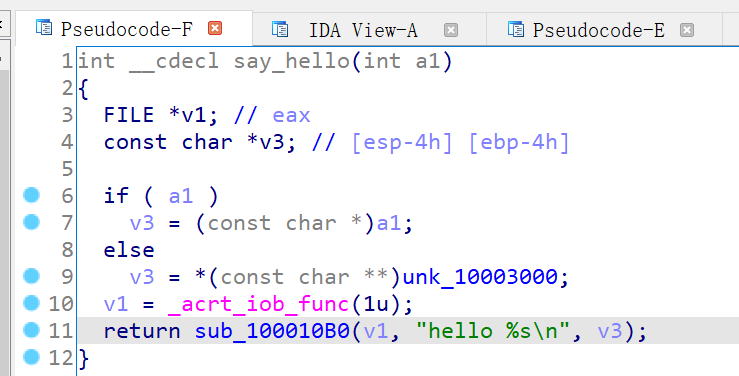 Pseudocode-F IDA View-A Pseudocode-E
1 int __cdecl say_hello(int a1)
2 {
3   FILE *v1; // eax
4   const char *v3; // [esp-4h] [ebp-4h]
5
6   if ( a1 )
7     v3 = (const char *)a1;
8   else
9     v3 = *(const char **)unk_10003000;
10   v1 = _acrt_iob_func(1u);
11   return sub_100010B0(v1, "hello %s\n", v3);
12 }